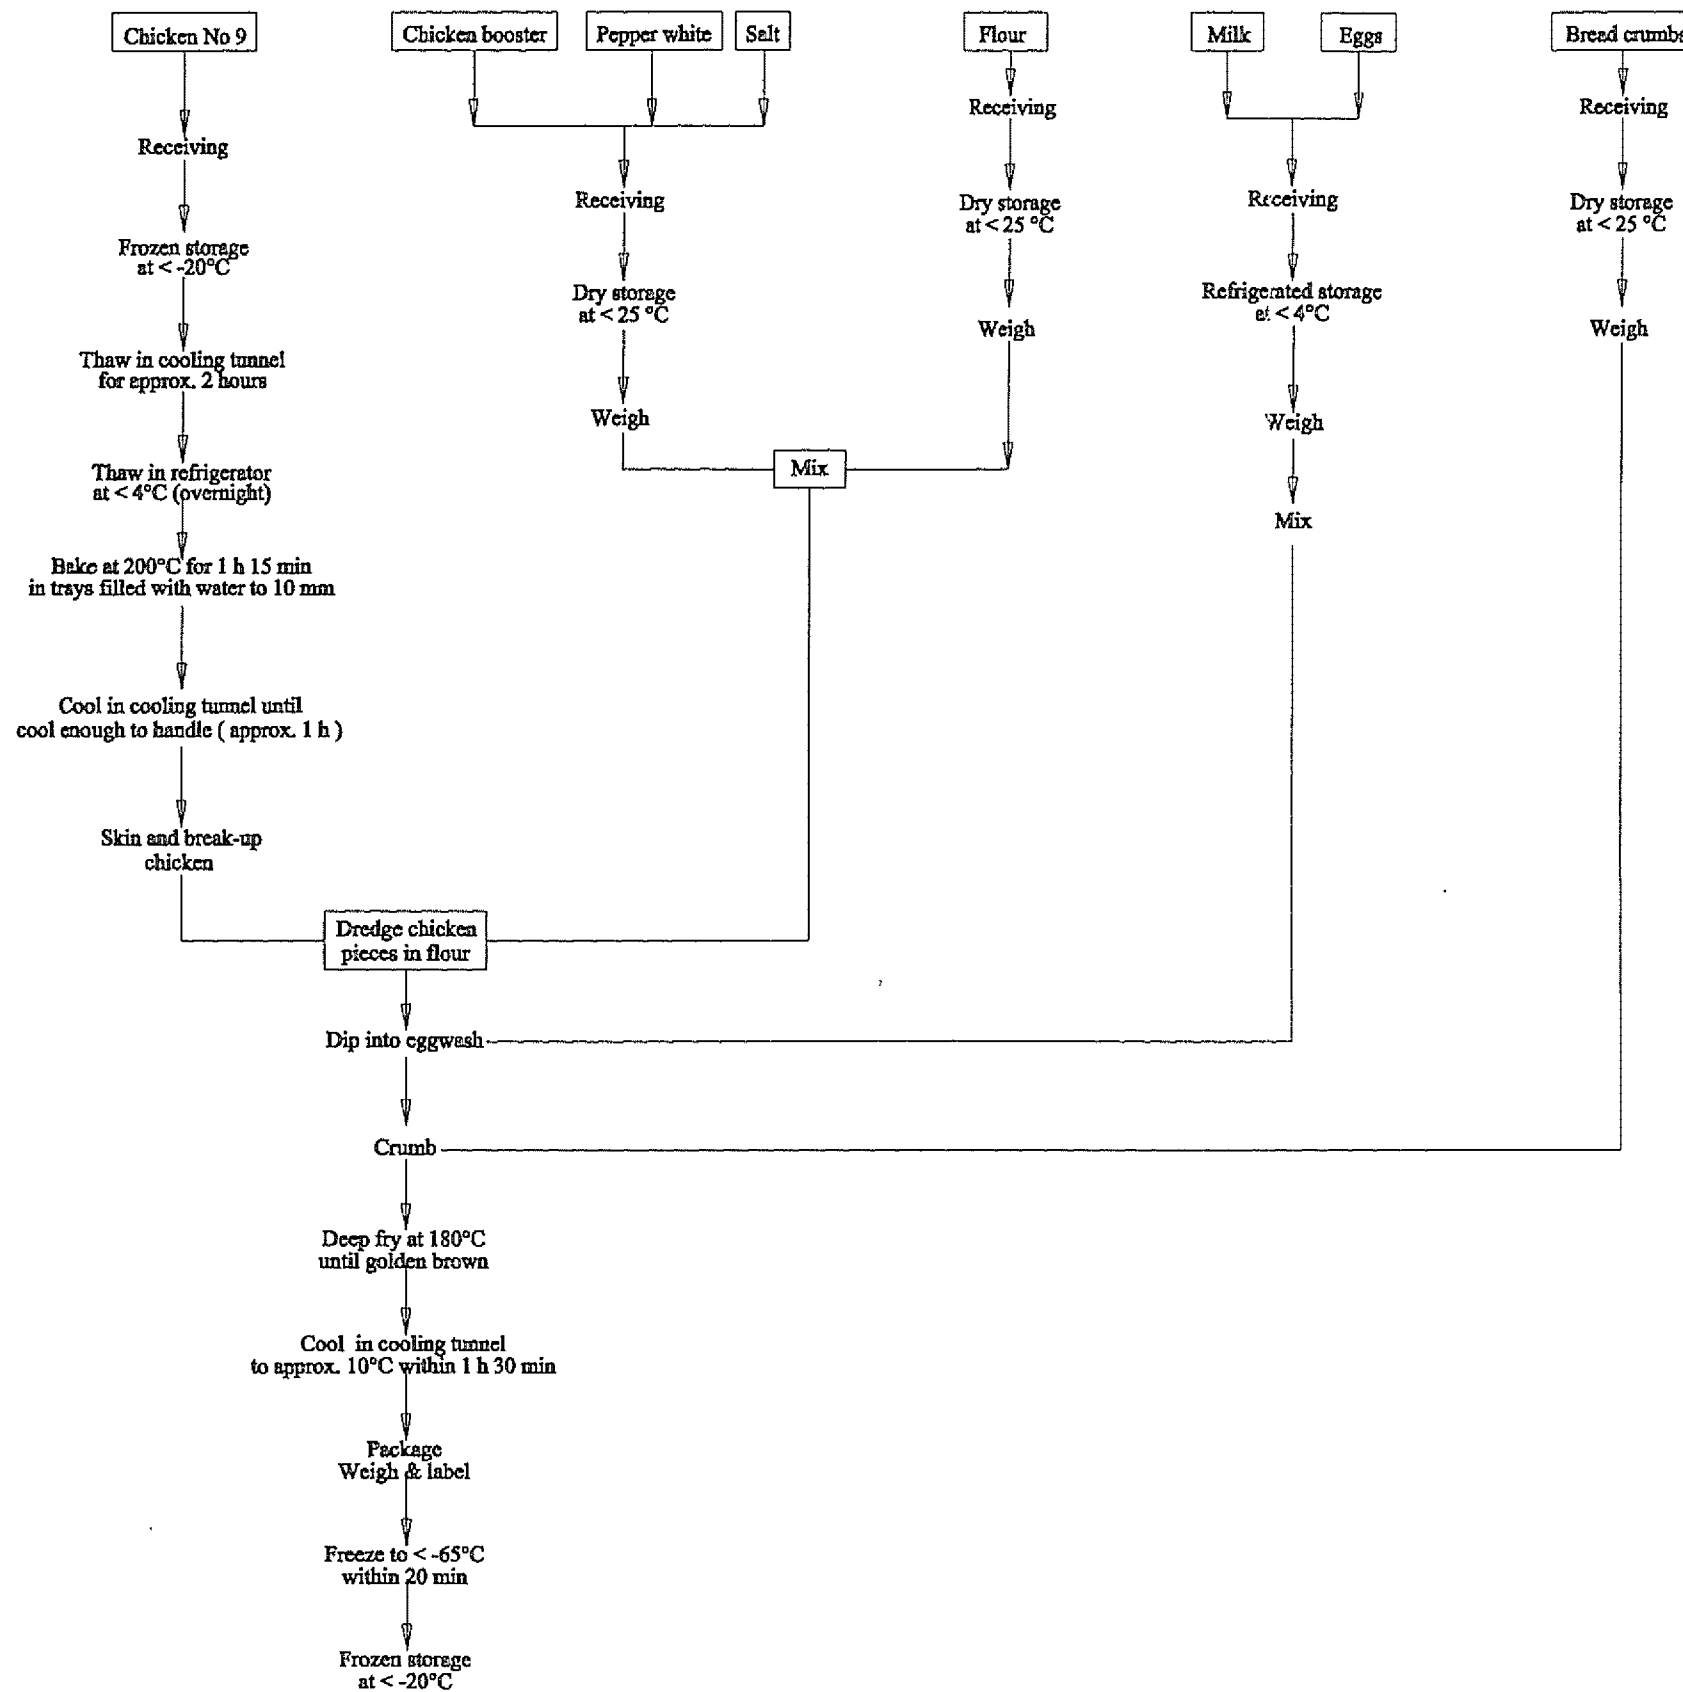 Chicken No 9
Chicken booster
Pepper white
Salt
Flour
Milk
Eggs
Bread crumbs
Receiving
Frozen storage
at < -20°C
Thaw in cooling tunnel
for approx. 2 hours
Thaw in refrigerator
at < 4°C (overnight)
Bake at 200°C for 1 h 15 min
in trays filled with water to 10 mm
Cool in cooling tunnel until
cool enough to handle ( approx. 1 h )
Skin and break-up
chicken
Receiving
Dry storage
at < 25 °C
Weigh
Receiving
Dry storage
at < 25 °C
Weigh
Mix
Receiving
Refrigerated storage
at < 4°C
Weigh
Mix
Receiving
Dry storage
at < 25 °C
Weigh
Dredge chicken
pieces in flour
Dip into eggwash
Crumb
Deep fry at 180°C
until golden brown
Cool in cooling tunnel
to approx. 10°C within 1 h 30 min
Package
Weigh & label
Freeze to < -65°C
within 20 min
Frozen storage
at < -20°C